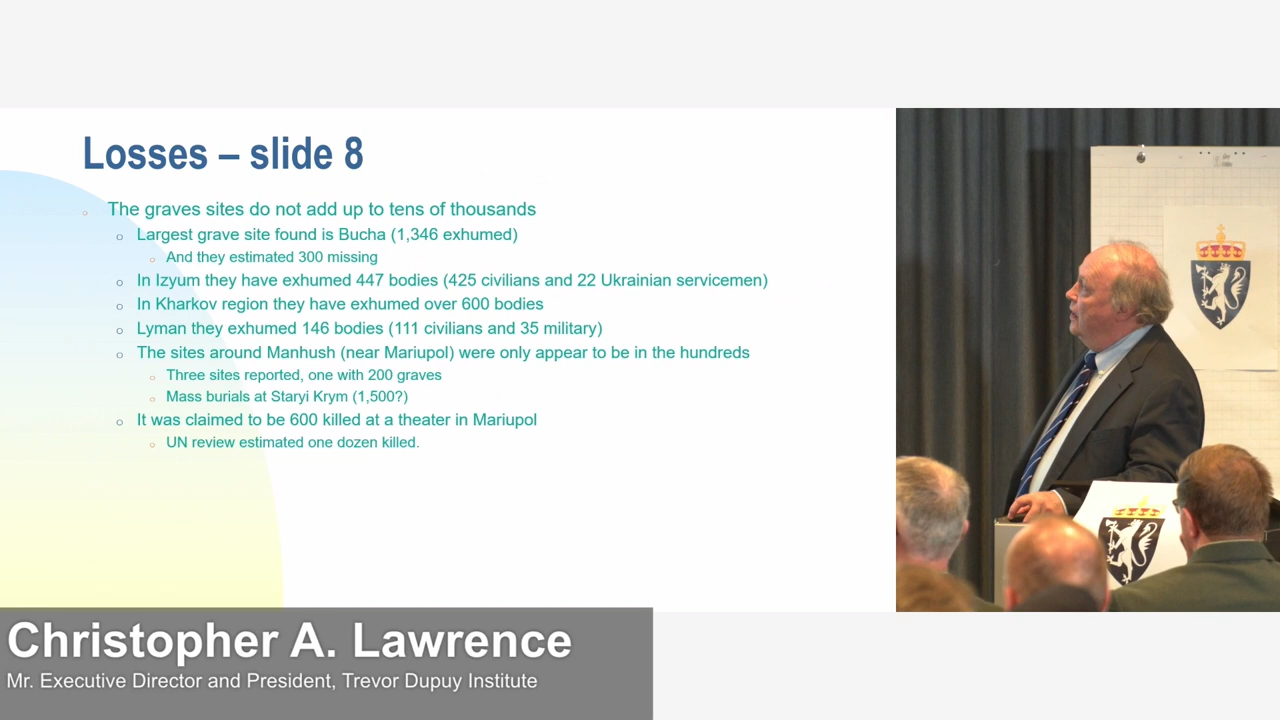 Losses – slide 8
The graves sites do not add up to tens of thousands
Largest grave site found is Bucha (1,346 exhumed)
And they estimated 300 missing
In Izyum they have exhumed 447 bodies (425 civilians and 22 Ukrainian servicemen)
In Kharkov region they have exhumed over 600 bodies
Lyman they exhumed 146 bodies (111 civilians and 35 military)
The sites around Manhush (near Mariupol) were only appear to be in the hundreds
Three sites reported, one with 200 graves
Mass burials at Staryi Krym (1,500?)
It was claimed to be 600 killed at a theater in Mariupol
UN review estimated one dozen killed.
Christopher A. Lawrence
Mr. Executive Director and President, Trevor Dupuy Institute